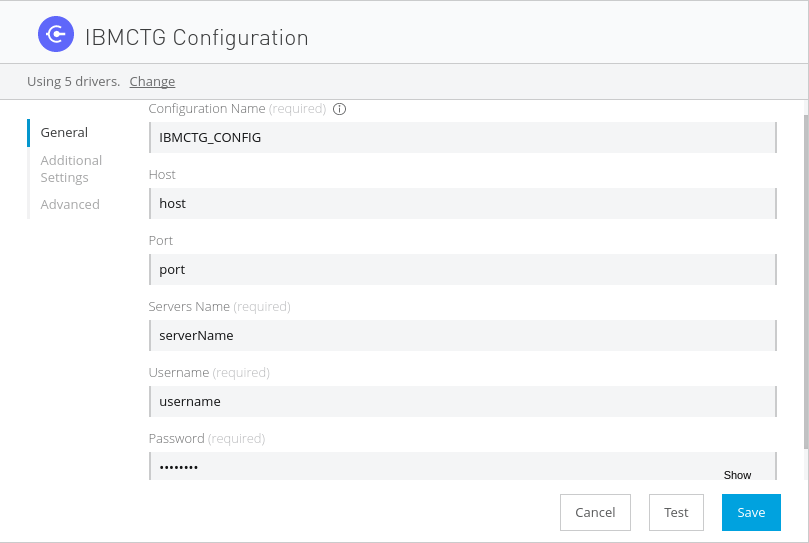 IBMCTG Configuration
Using 5 drivers. Change
General
Additional
Settings
Advanced
Configuration Name (required)
IBMCTG_CONFIG
Host
host
Port
port
Servers Name (required)
serverName
Username (required)
username
Password (required)
••••••••
Show
Cancel
Test
Save